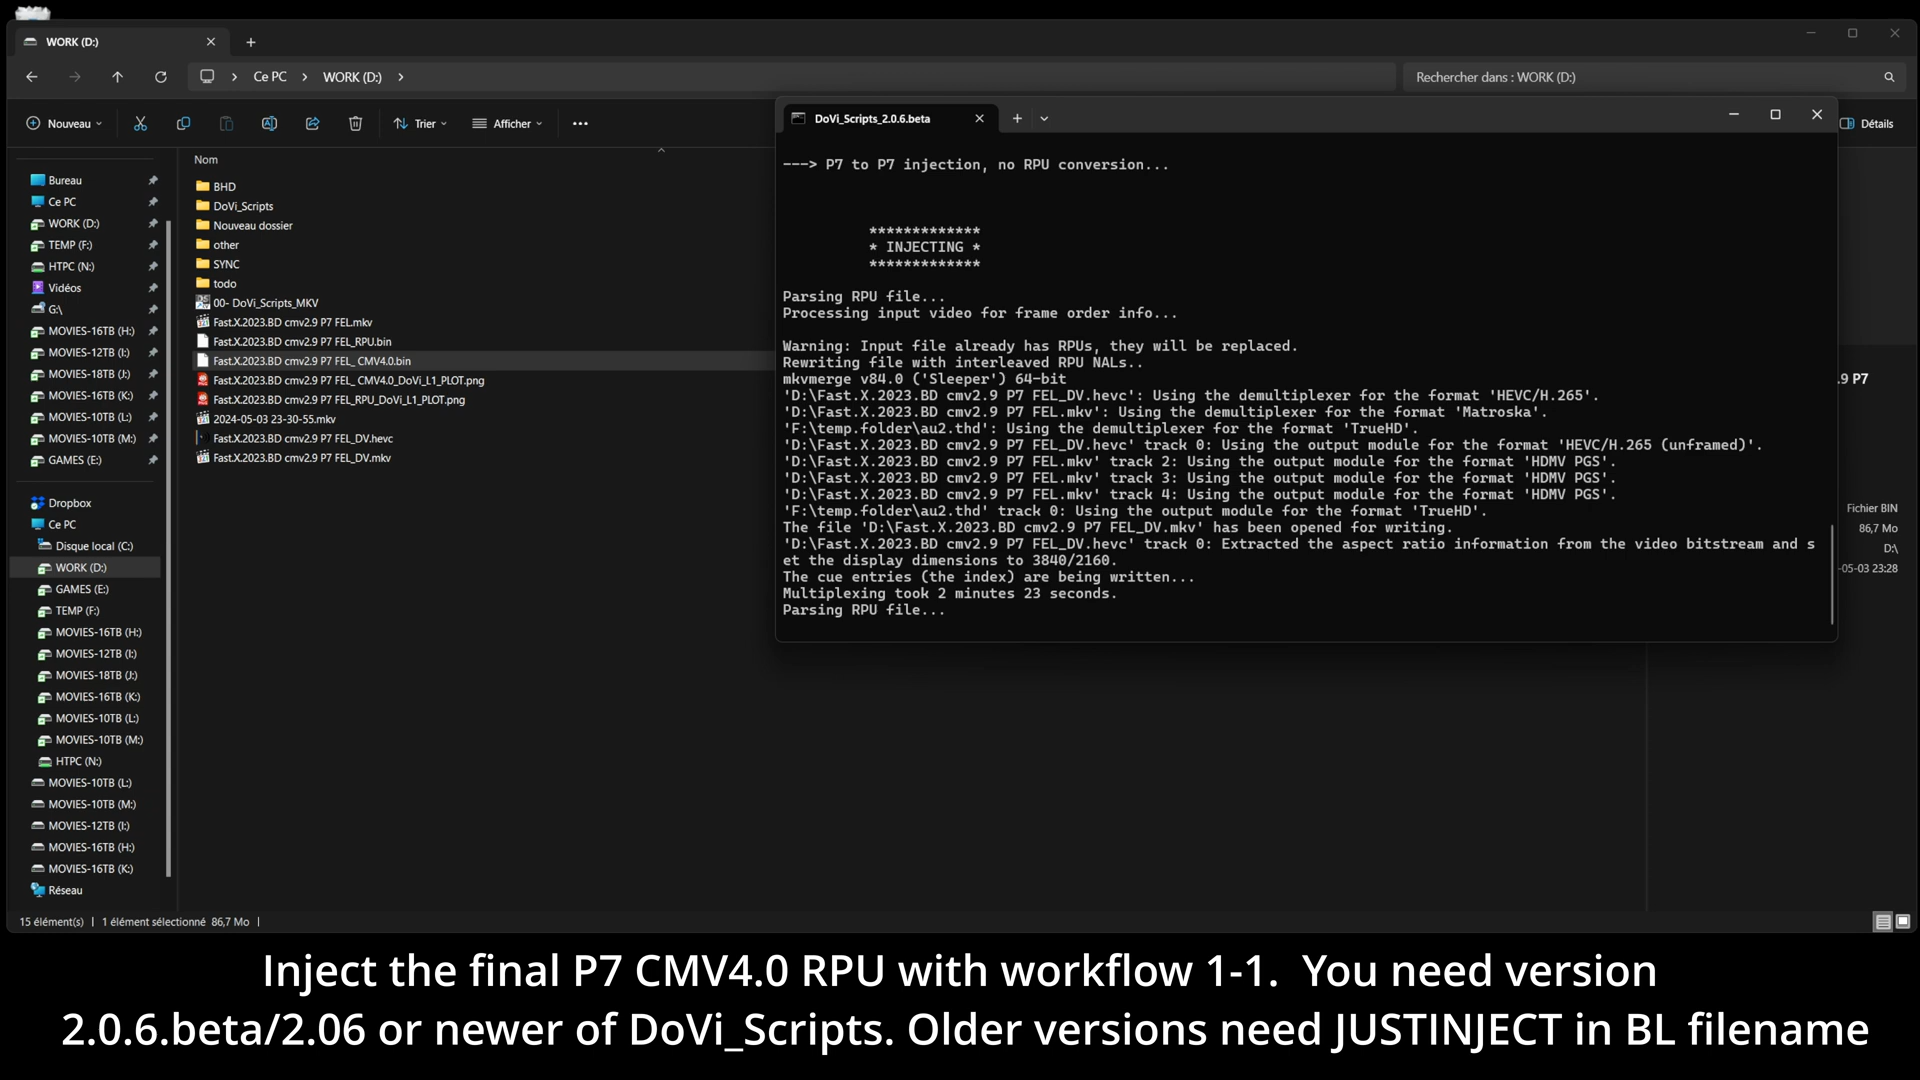 WORK (D:)
Ce PC
WORK (D:)
Rechercher dans : WORK (D:)
Nouveau
Trier
Afficher
Détails
Bureau
Ce PC
WORK (D:)
TEMP (F:)
HTPC (N:)
Vidéos
G:\
MOVIES-16TB (H:)
MOVIES-12TB (I:)
MOVIES-18TB (J:)
MOVIES-16TB (K:)
MOVIES-10TB (L:)
MOVIES-10TB (M:)
GAMES (E:)
Dropbox
Ce PC
Disque local (C:)
WORK (D:)
GAMES (E:)
TEMP (F:)
MOVIES-16TB (H:)
MOVIES-12TB (I:)
MOVIES-18TB (J:)
MOVIES-16TB (K:)
MOVIES-10TB (L:)
MOVIES-10TB (M:)
HTPC (N:)
MOVIES-10TB (L:)
MOVIES-10TB (M:)
MOVIES-12TB (I:)
MOVIES-16TB (H:)
MOVIES-16TB (K:)
Réseau
Nom
BHD
DoVi_Scripts
Nouveau dossier
other
SYNC
todo
00- DoVi_Scripts_MKV
Fast.X.2023.BD cmv2.9 P7 FEL.mkv
Fast.X.2023.BD cmv2.9 P7 FEL_RPU.bin
Fast.X.2023.BD cmv2.9 P7 FEL_ CMV4.0.bin
Fast.X.2023.BD cmv2.9 P7 FEL_ CMV4.0_DoVi_L1_PLOT.png
Fast.X.2023.BD cmv2.9 P7 FEL_RPU_DoVi_L1_PLOT.png
2024-05-03 23-30-55.mkv
Fast.X.2023.BD cmv2.9 P7 FEL_DV.hevc
Fast.X.2023.BD cmv2.9 P7 FEL_DV.mkv
DoVi_Scripts_2.0.6.beta
---> P7 to P7 injection, no RPU conversion...
*************
* INJECTING *
*************
Parsing RPU file...
Processing input video for frame order info...
Warning: Input file already has RPUs, they will be replaced.
Rewriting file with interleaved RPU NALs..
mkvmerge v84.0 ('Sleeper') 64-bit
'D:\Fast.X.2023.BD cmv2.9 P7 FEL_DV.hevc': Using the demultiplexer for the format 'HEVC/H.265'.
'D:\Fast.X.2023.BD cmv2.9 P7 FEL.mkv': Using the demultiplexer for the format 'Matroska'.
'F:\temp.folder\au2.thd': Using the demultiplexer for the format 'TrueHD'.
'D:\Fast.X.2023.BD cmv2.9 P7 FEL_DV.hevc' track 0: Using the output module for the format 'HEVC/H.265 (unframed)'.
'D:\Fast.X.2023.BD cmv2.9 P7 FEL.mkv' track 2: Using the output module for the format 'HDMV PGS'.
'D:\Fast.X.2023.BD cmv2.9 P7 FEL.mkv' track 3: Using the output module for the format 'HDMV PGS'.
'D:\Fast.X.2023.BD cmv2.9 P7 FEL.mkv' track 4: Using the output module for the format 'HDMV PGS'.
'F:\temp.folder\au2.thd' track 0: Using the output module for the format 'TrueHD'.
The file 'D:\Fast.X.2023.BD cmv2.9 P7 FEL_DV.mkv' has been opened for writing.
'D:\Fast.X.2023.BD cmv2.9 P7 FEL_DV.hevc' track 0: Extracted the aspect ratio information from the video bitstream and s
et the display dimensions to 3840/2160.
The cue entries (the index) are being written...
Multiplexing took 2 minutes 23 seconds.
Parsing RPU file...
.9 P7
Fichier BIN
86,7 Mo
D:\
-05-03 23:28
15 élément(s) | 1 élément sélectionné 86,7 Mo |
Inject the final P7 CMV4.0 RPU with workflow 1-1. You need version
2.0.6.beta/2.06 or newer of DoVi_Scripts. Older versions need JUSTINJECT in BL filename